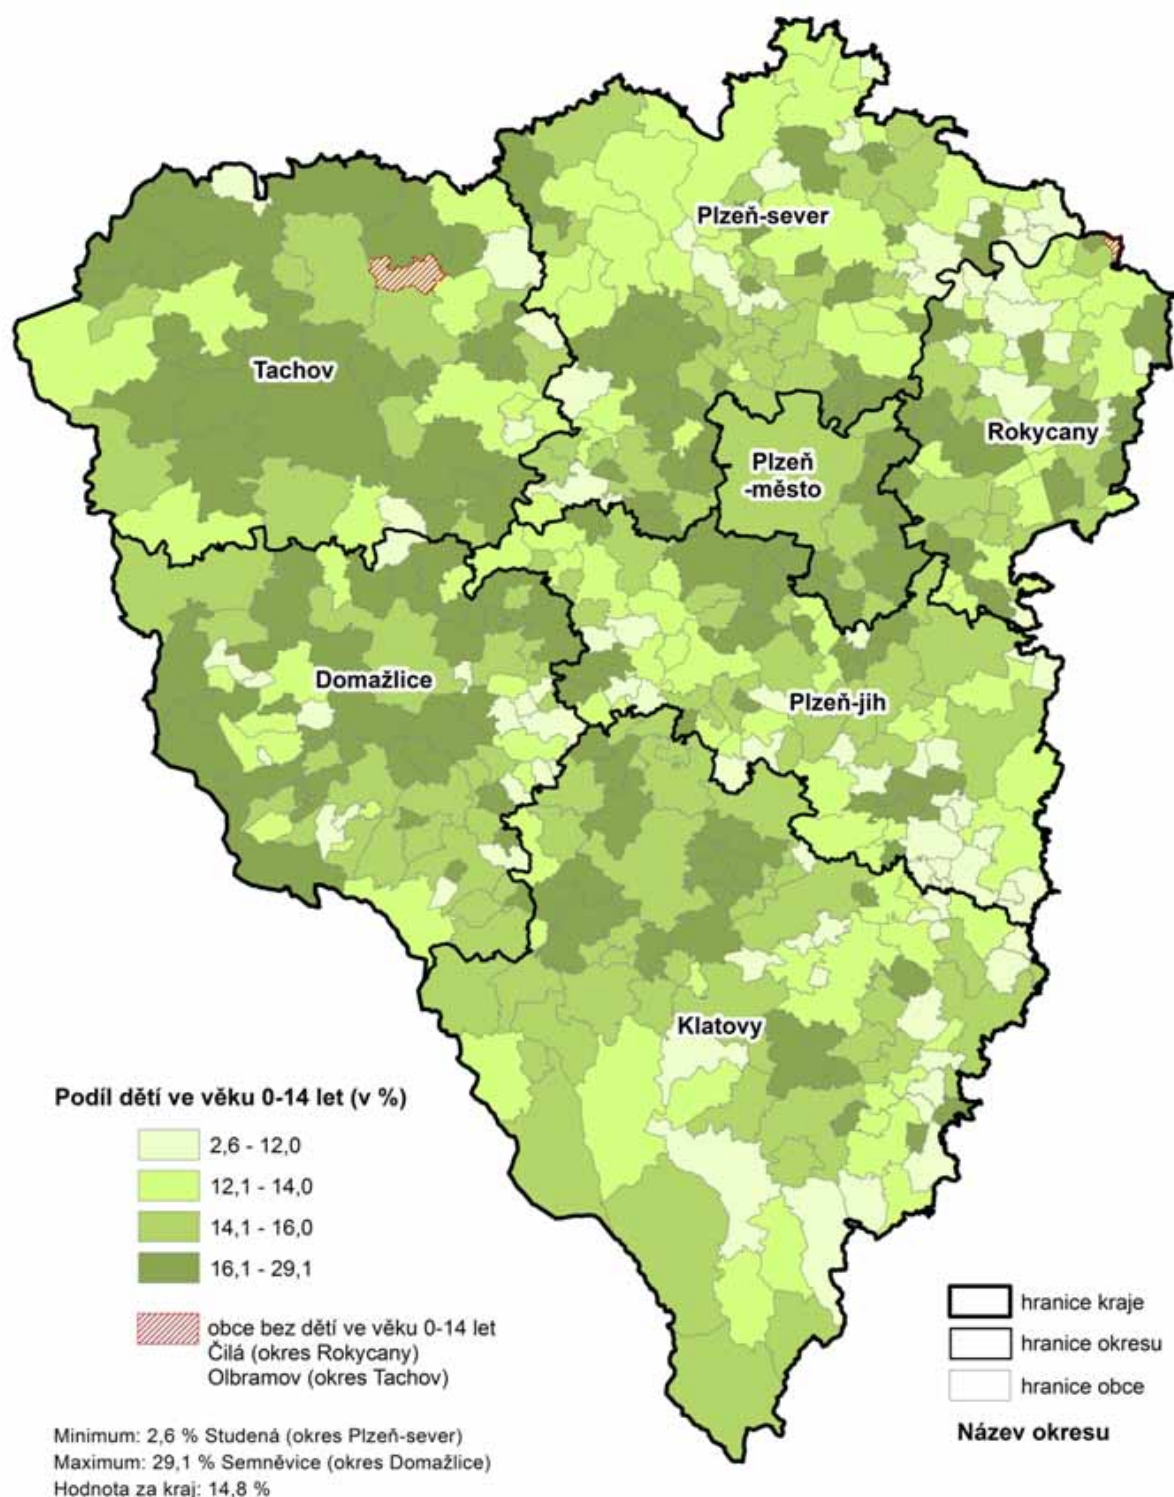 Plzeň-sever
Tachov
Rokycany
Plzeň
-město
Domažlice
Plzeň-jih
Klatovy
Podíl dětí ve věku 0-14 let (v %)
2,6 - 12,0
12,1 - 14,0
14,1 - 16,0
16,1 - 29,1
obce bez dětí ve věku 0-14 let
Čilá (okres Rokycany)
Olbramov (okres Tachov)
hranice kraje
hranice okresu
hranice obce
Název okresu
Minimum: 2,6 % Studená (okres Plzeň-sever)
Maximum: 29,1 % Semněvice (okres Domažlice)
Hodnota za kraj: 14,8 %